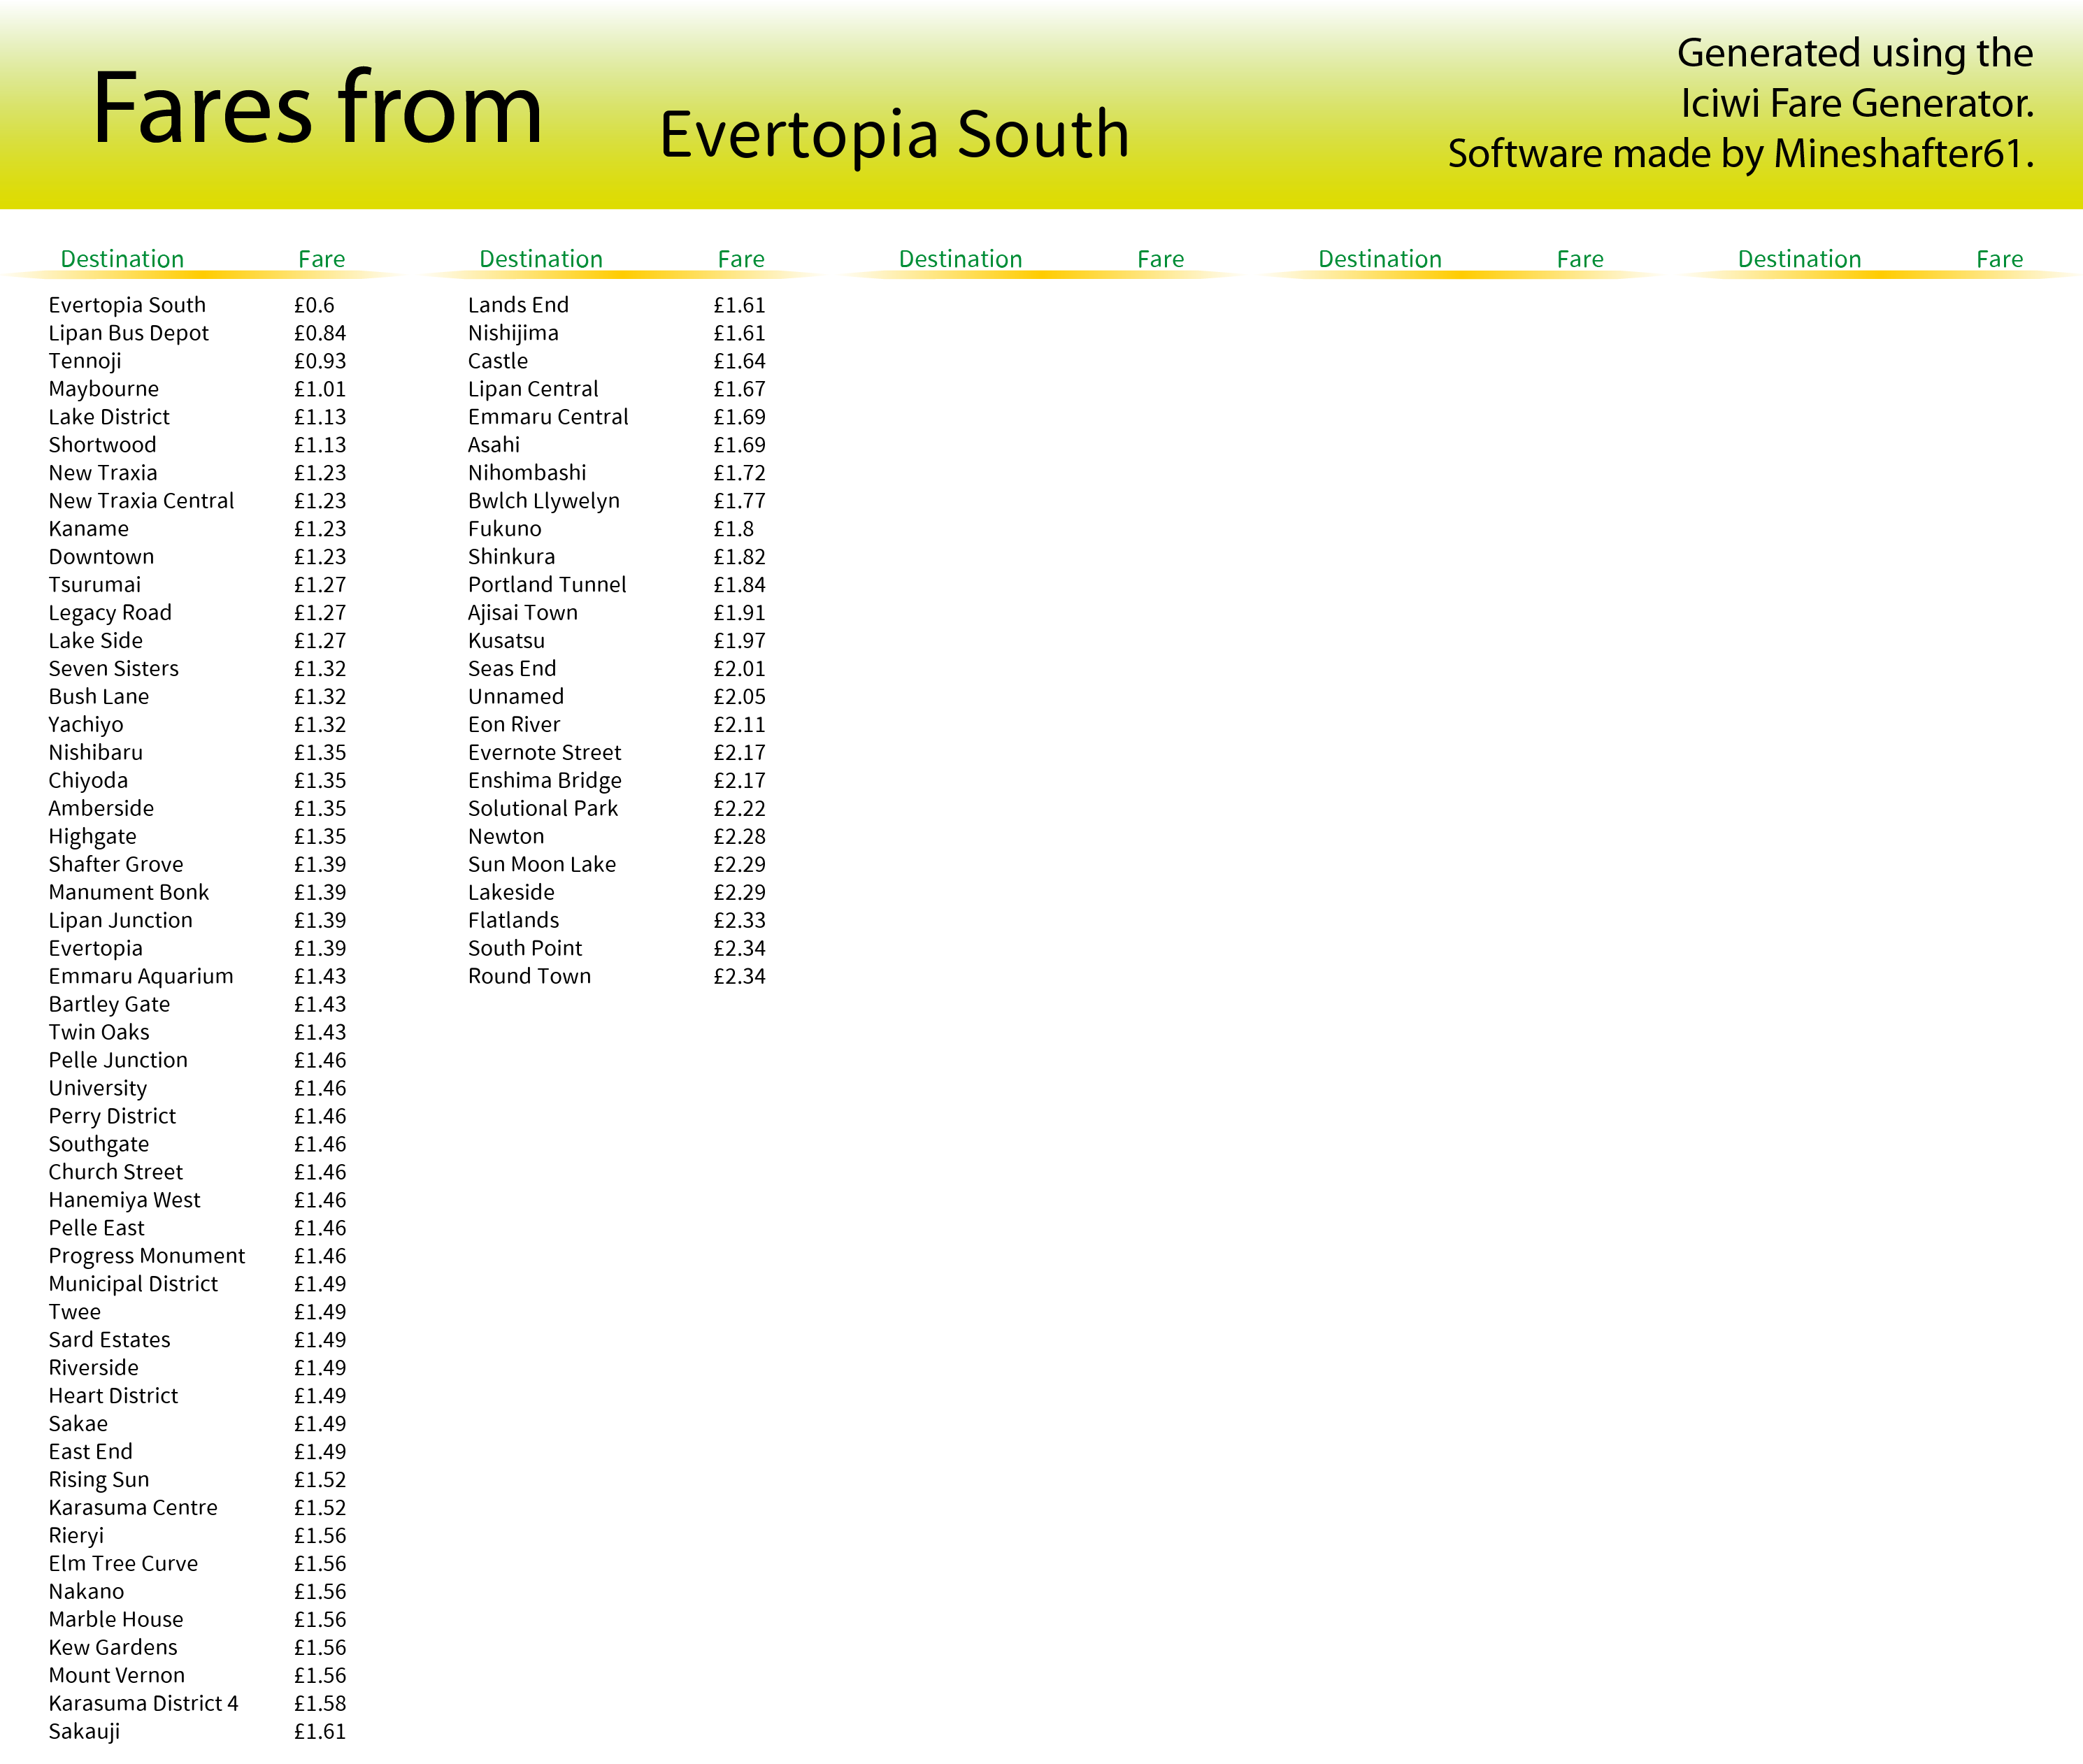 Fares from Evertopia South
Generated using the
Iciwi Fare Generator.
Software made by Mineshafter61.
Destination Fare Destination Fare Destination Fare Destination Fare Destination Fare
Evertopia South £0.6
Lipan Bus Depot £0.84
Tennoji £0.93
Maybourne £1.01
Lake District £1.13
Shortwood £1.13
New Traxia £1.23
New Traxia Central £1.23
Kaname £1.23
Downtown £1.23
Tsurumai £1.27
Legacy Road £1.27
Lake Side £1.27
Seven Sisters £1.32
Bush Lane £1.32
Yachiyo £1.32
Nishibaru £1.35
Chiyoda £1.35
Amberside £1.35
Highgate £1.35
Shafter Grove £1.39
Manument Bonk £1.39
Lipan Junction £1.39
Evertopia £1.39
Emmaru Aquarium £1.43
Bartley Gate £1.43
Twin Oaks £1.43
Pelle Junction £1.46
University £1.46
Perry District £1.46
Southgate £1.46
Church Street £1.46
Hanemiya West £1.46
Pelle East £1.46
Progress Monument £1.46
Municipal District £1.49
Twee £1.49
Sard Estates £1.49
Riverside £1.49
Heart District £1.49
Sakae £1.49
East End £1.49
Rising Sun £1.52
Karasuma Centre £1.52
Rieryi £1.56
Elm Tree Curve £1.56
Nakano £1.56
Marble House £1.56
Kew Gardens £1.56
Mount Vernon £1.56
Karasuma District 4 £1.58
Sakauji £1.61
Lands End £1.61
Nishijima £1.61
Castle £1.64
Lipan Central £1.67
Emmaru Central £1.69
Asahi £1.69
Nihombashi £1.72
Bwlch Llywelyn £1.77
Fukuno £1.8
Shinkura £1.82
Portland Tunnel £1.84
Ajisai Town £1.91
Kusatsu £1.97
Seas End £2.01
Unnamed £2.05
Eon River £2.11
Evernote Street £2.17
Enshima Bridge £2.17
Solutional Park £2.22
Newton £2.28
Sun Moon Lake £2.29
Lakeside £2.29
Flatlands £2.33
South Point £2.34
Round Town £2.34